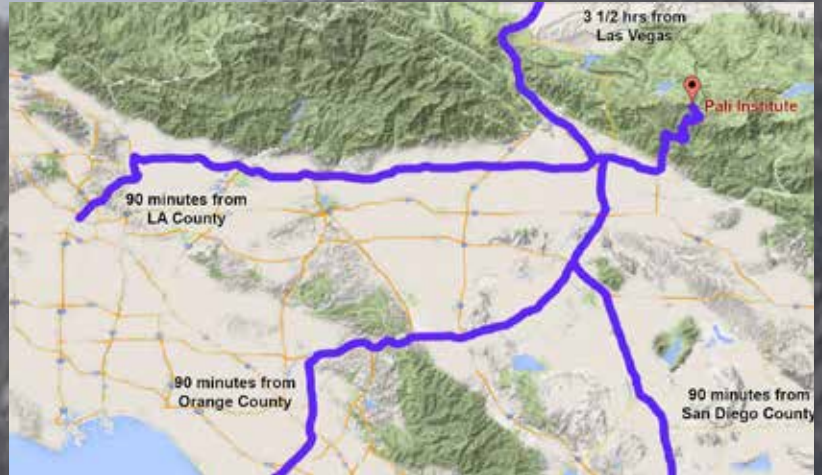 3 1/2 hrs from
Las Vegas
Pali Institute
90 minutes from
LA County
90 minutes from
Orange County
90 minutes from
San Diego County